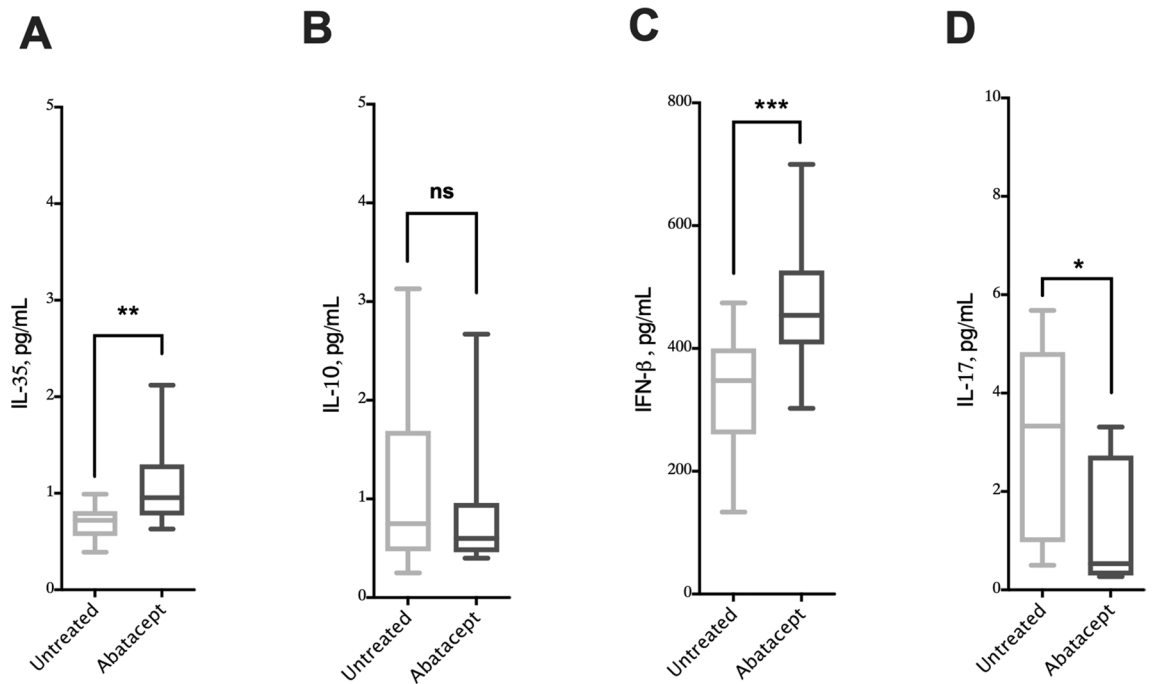 A
IL-35, pg/mL
5
4
3
2
1
0
**
Untreated
Abatacept
B
IL-10, pg/mL
5
4
3
2
1
0
ns
Untreated
Abatacept
C
IFN-β, pg/mL
800
600
400
200
0
***
Untreated
Abatacept
D
IL-17, pg/mL
10
8
6
4
2
0
*
Untreated
Abatacept